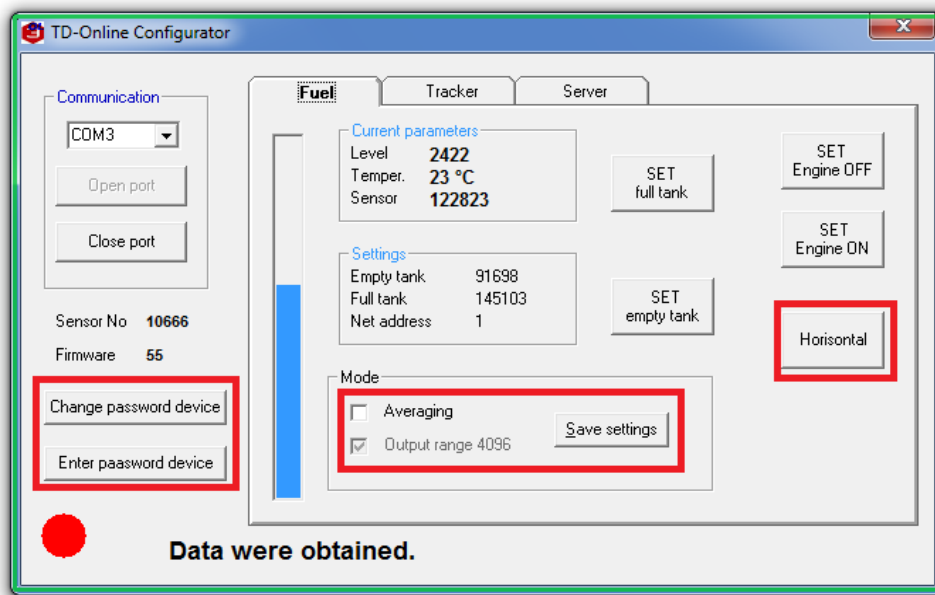 TD-Online Configurator
Communication
COM3
Open port
Close port
Sensor No 10666
Firmware 55
Change password device
Enter paassword device
Fuel Tracker Server
Current parameters
Level 2422
Temper. 23 °C
Sensor 122823
Settings
Empty tank 91698
Full tank 145103
Net address 1
Mode
Averaging
Output range 4096
Save settings
SET
full tank
SET
empty tank
SET
Engine OFF
SET
Engine ON
Horisontal
Data were obtained.